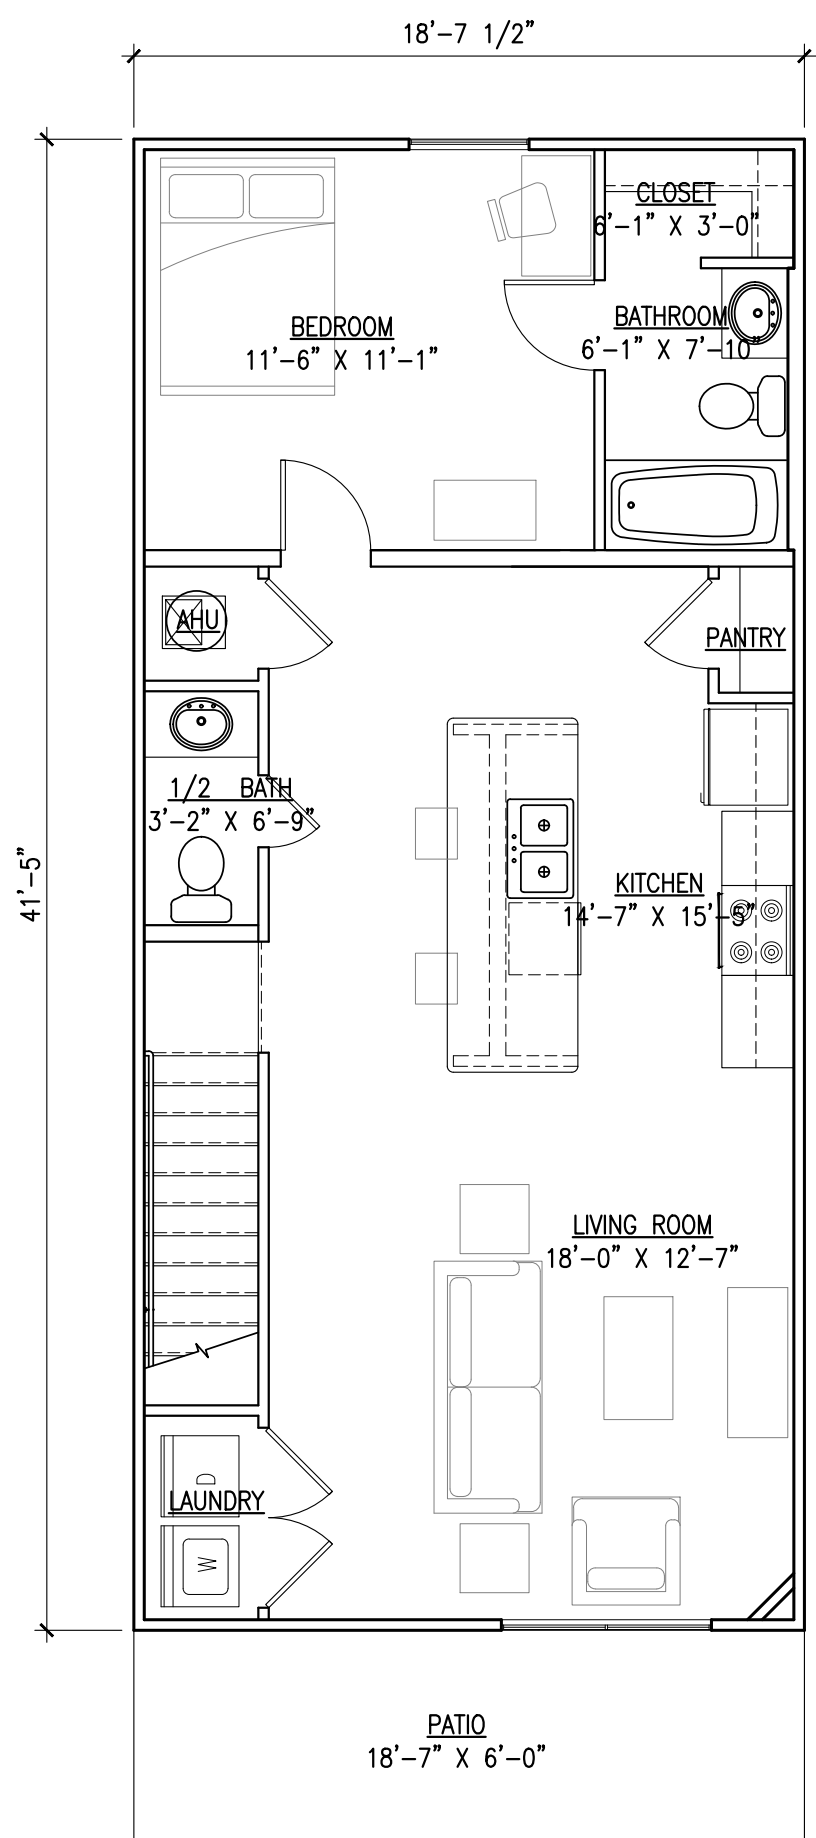 18'-7 1/2"
CLOSET
6'-1" X 3'-0"
BEDROOM
11'-6" X 11'-1"
BATHROOM
6'-1" X 7'-10"
AHU
PANTRY
1/2 BATH
3'-2" X 6'-9"
KITCHEN
14'-7" X 15'-5"
41'-5"
LIVING ROOM
18'-0" X 12'-7"
D
LAUNDRY
W
PATIO
18'-7" X 6'-0"